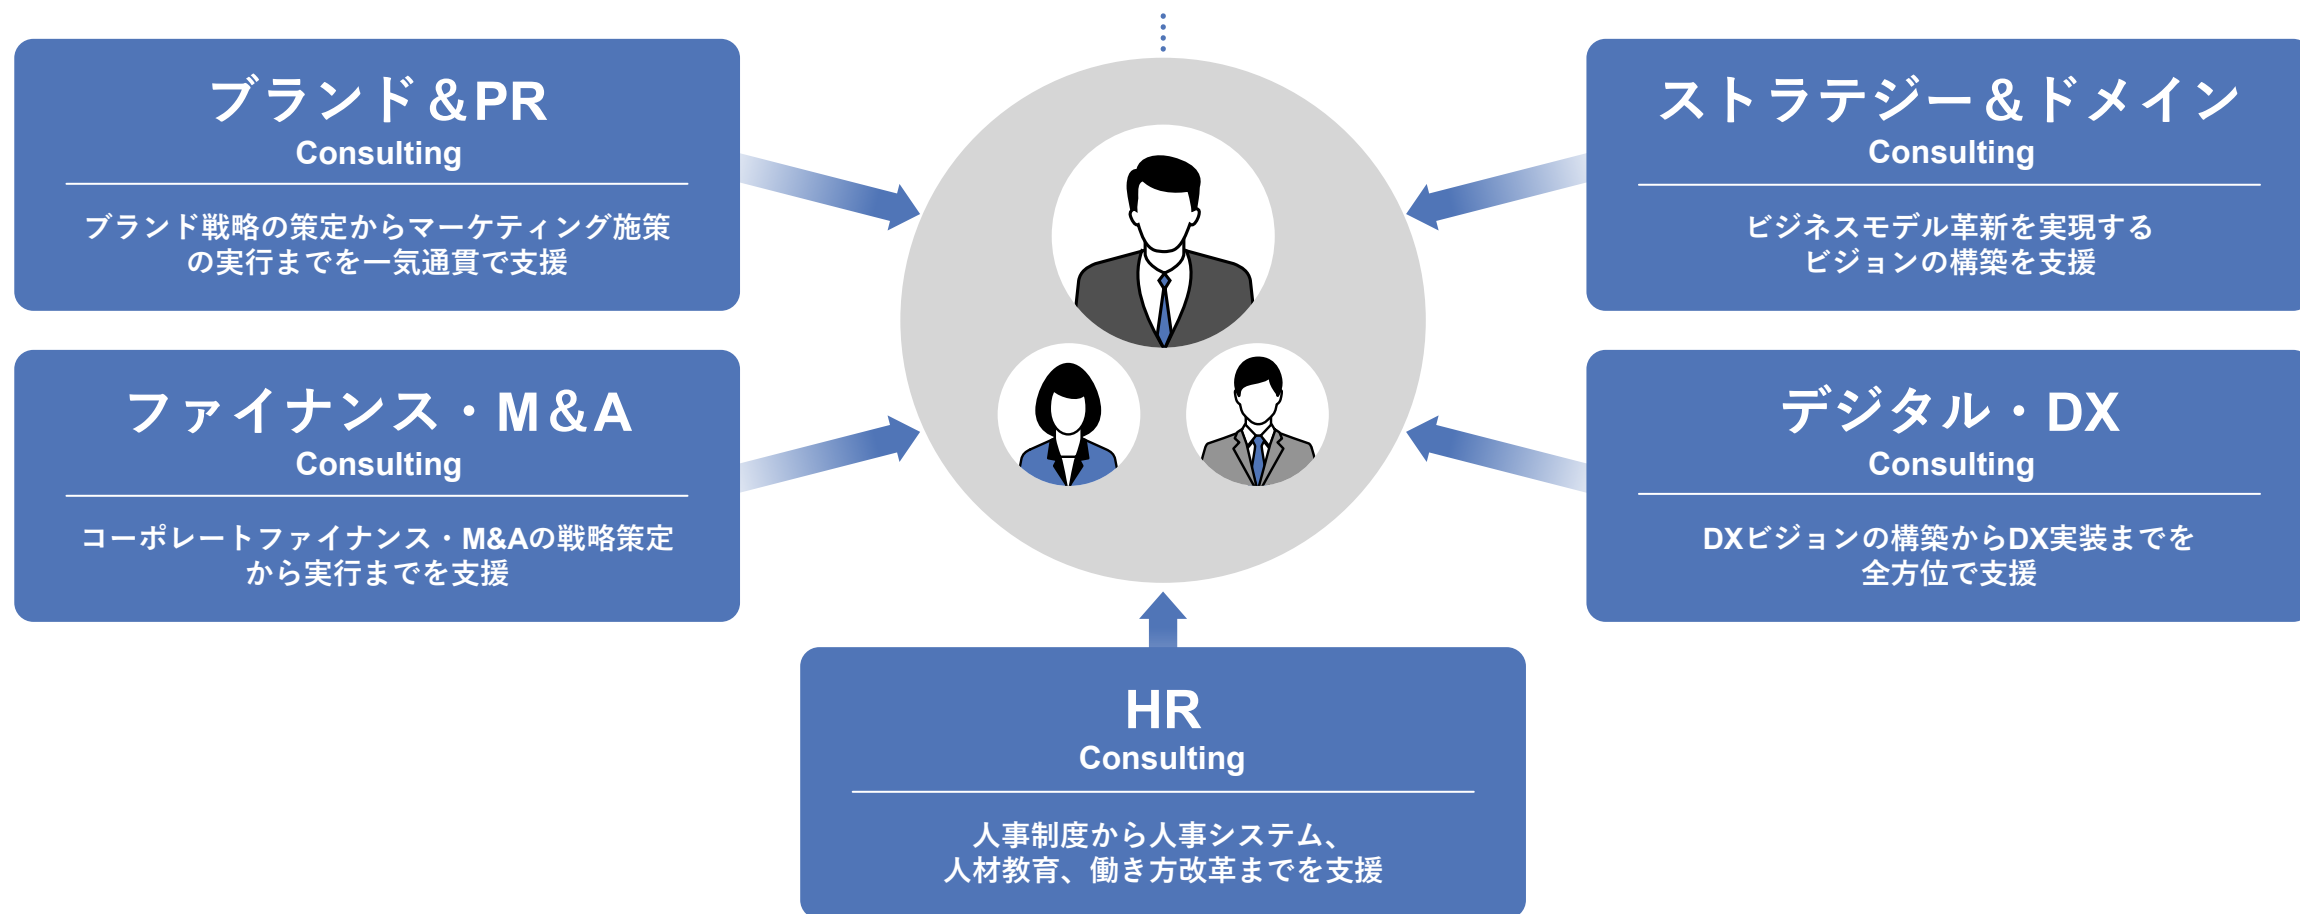 ブランド＆PR
Consulting
ブランド戦略の策定からマーケティング施策
の実行までを一気通貫で支援
ストラテジー＆ドメイン
Consulting
ビジネスモデル革新を実現する
ビジョンの構築を支援
ファイナンス・M＆A
Consulting
コーポレートファイナンス・M&Aの戦略策定
から実行までを支援
デジタル・DX
Consulting
DXビジョンの構築からDX実装までを
全方位で支援
HR
Consulting
人事制度から人事システム、
人材教育、働き方改革までを支援